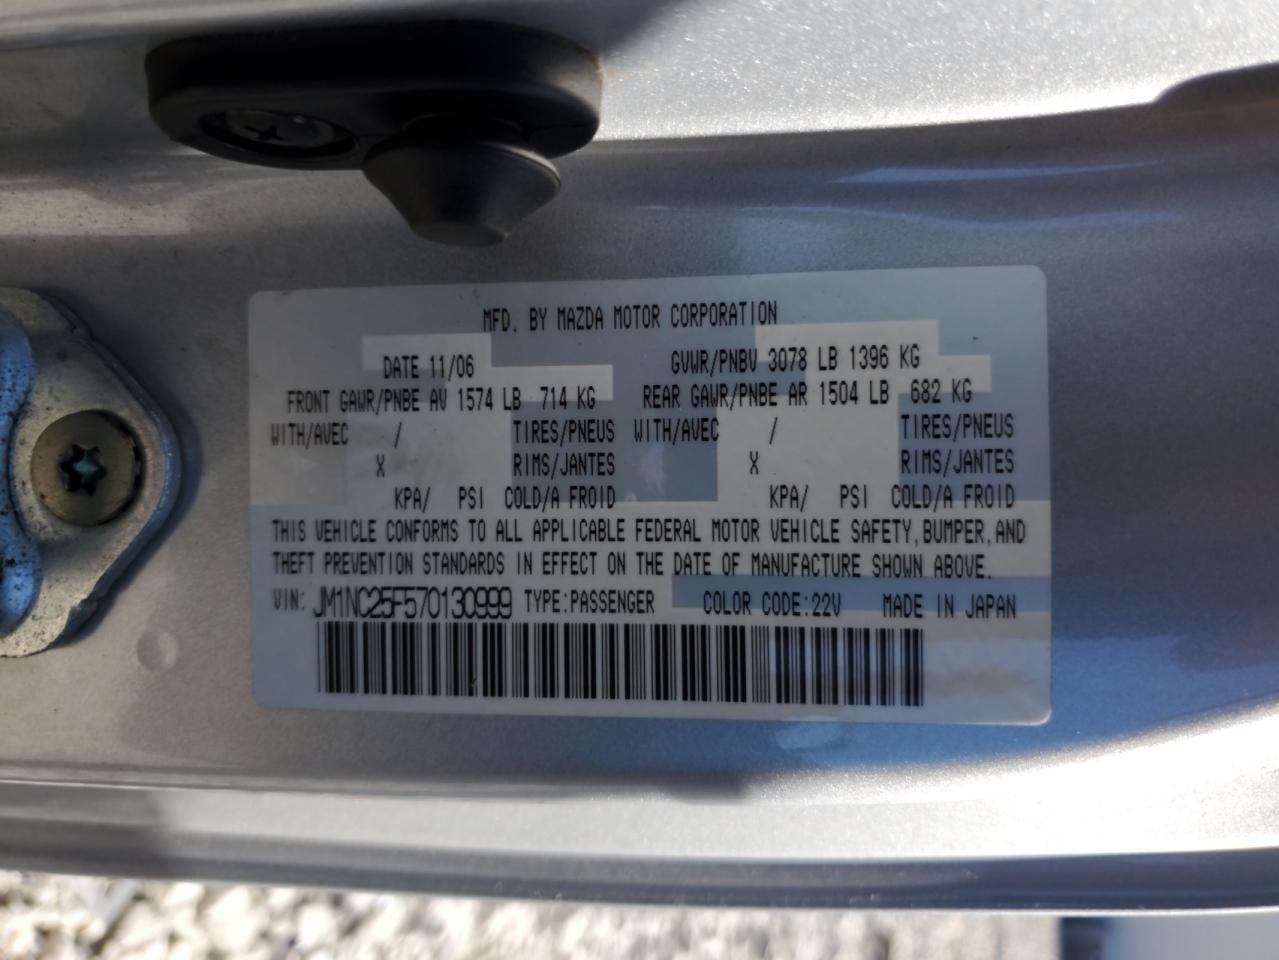 MFD. BY MAZDA MOTOR CORPORATION
DATE 11/06 GVWR/PNBV 3078 LB 1396 KG
FRONT GAWR/PNBE AV 1574 LB 714 KG REAR GAWR/PNBE AR 1504 LB 682 KG
WITH/AVEC / TIRES/PNEUS WITH/AVEC / TIRES/PNEUS
X RIMS/JANTES X RIMS/JANTES
KPA/ PSI COLD/A FROID KPA/ PSI COLD/A FROID
THIS VEHICLE CONFORMS TO ALL APPLICABLE FEDERAL MOTOR VEHICLE SAFETY, BUMPER, AND
THEFT PREVENTION STANDARDS IN EFFECT ON THE DATE OF MANUFACTURE SHOWN ABOVE.
VIN: JM1NC25F570130999 TYPE:PASSENGER COLOR CODE:22V MADE IN JAPAN